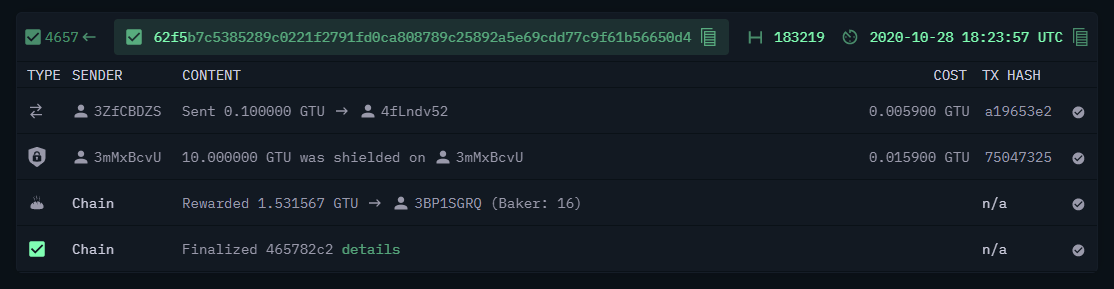 4657 ← 62f5b7c5385289c0221f2791fd0ca808789c25892a5e69cdd77c9f61b56650d4 183219 2020-10-28 18:23:57 UTC
TYPE SENDER CONTENT COST TX HASH
3ZfCBDZS Sent 0.100000 GTU → 4fLndv52 0.005900 GTU a19653e2
3mMxBcvU 10.000000 GTU was shielded on 3mMxBcvU 0.015900 GTU 75047325
Chain Rewarded 1.531567 GTU → 3BP1SGRQ (Baker: 16) n/a
Chain Finalized 465782c2 details n/a